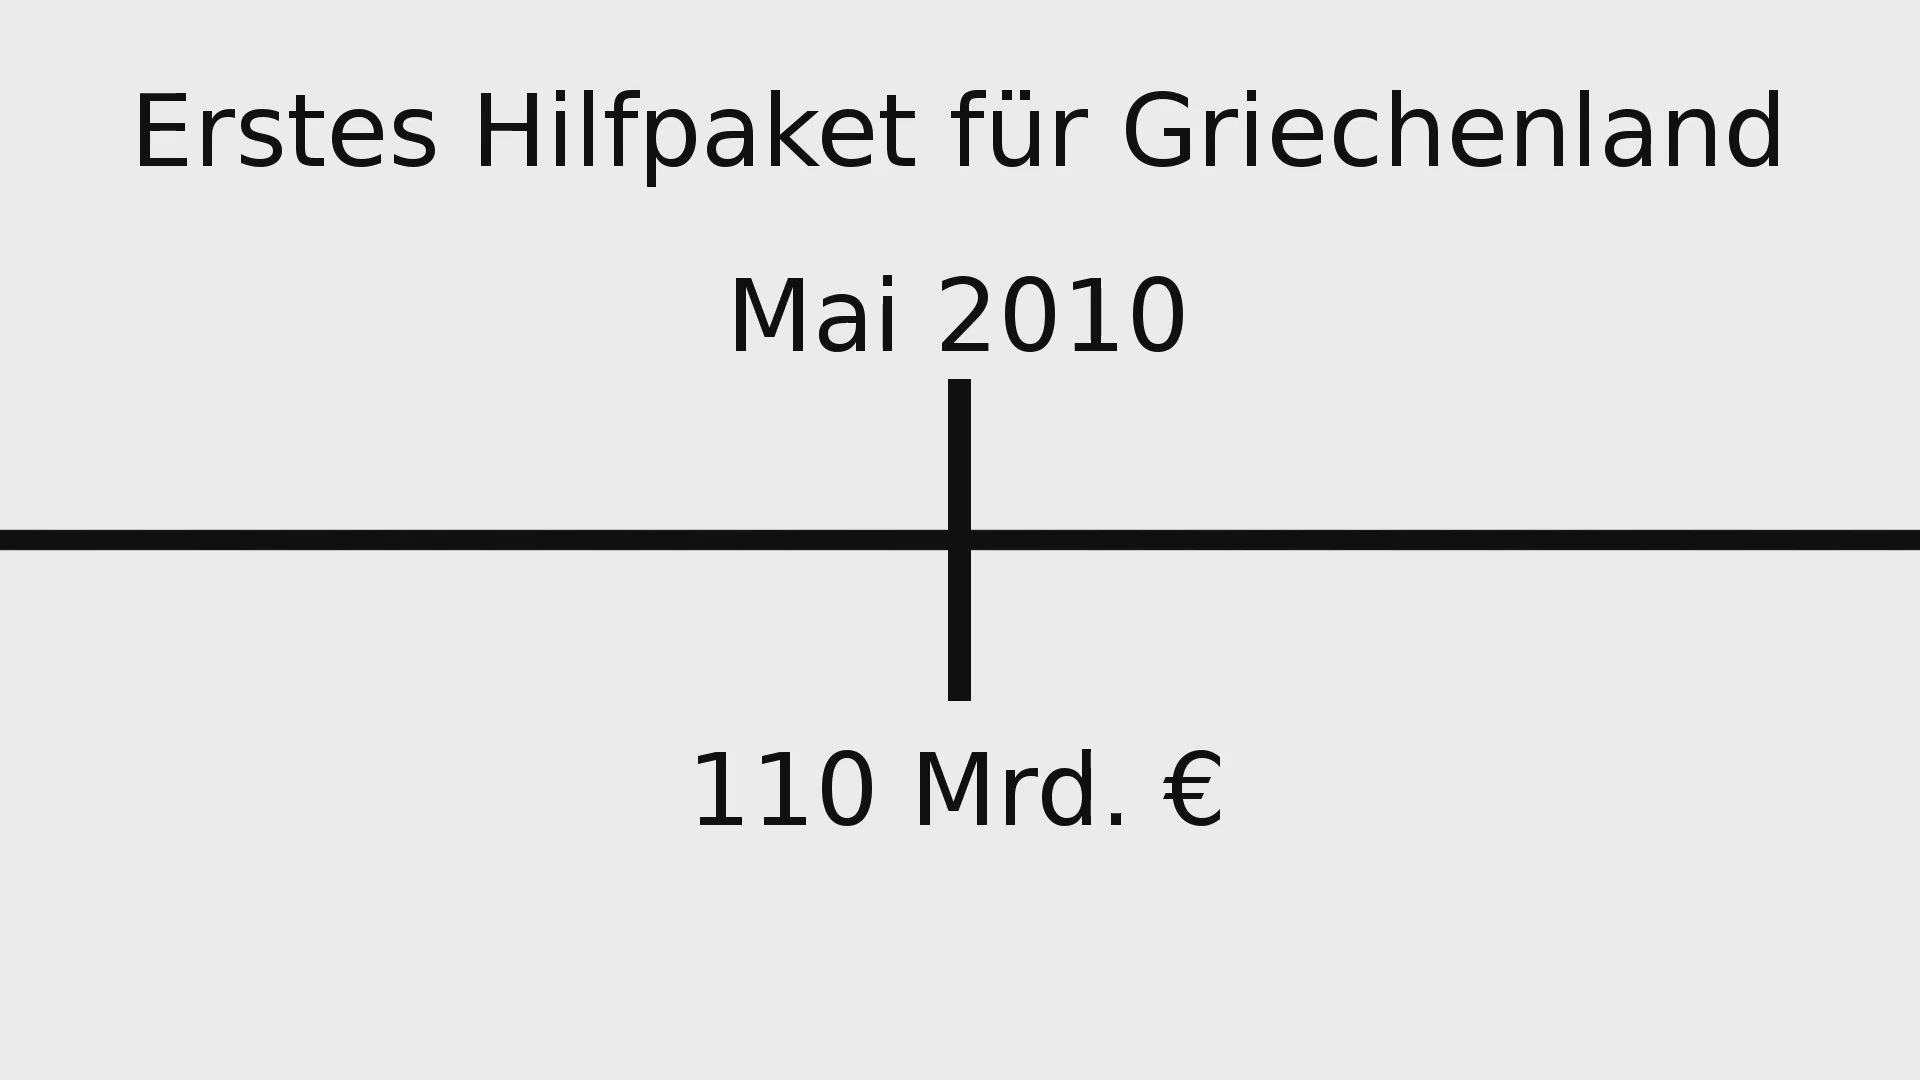 Erstes Hilfpaket für Griechenland
Mai 2010
110 Mrd. €